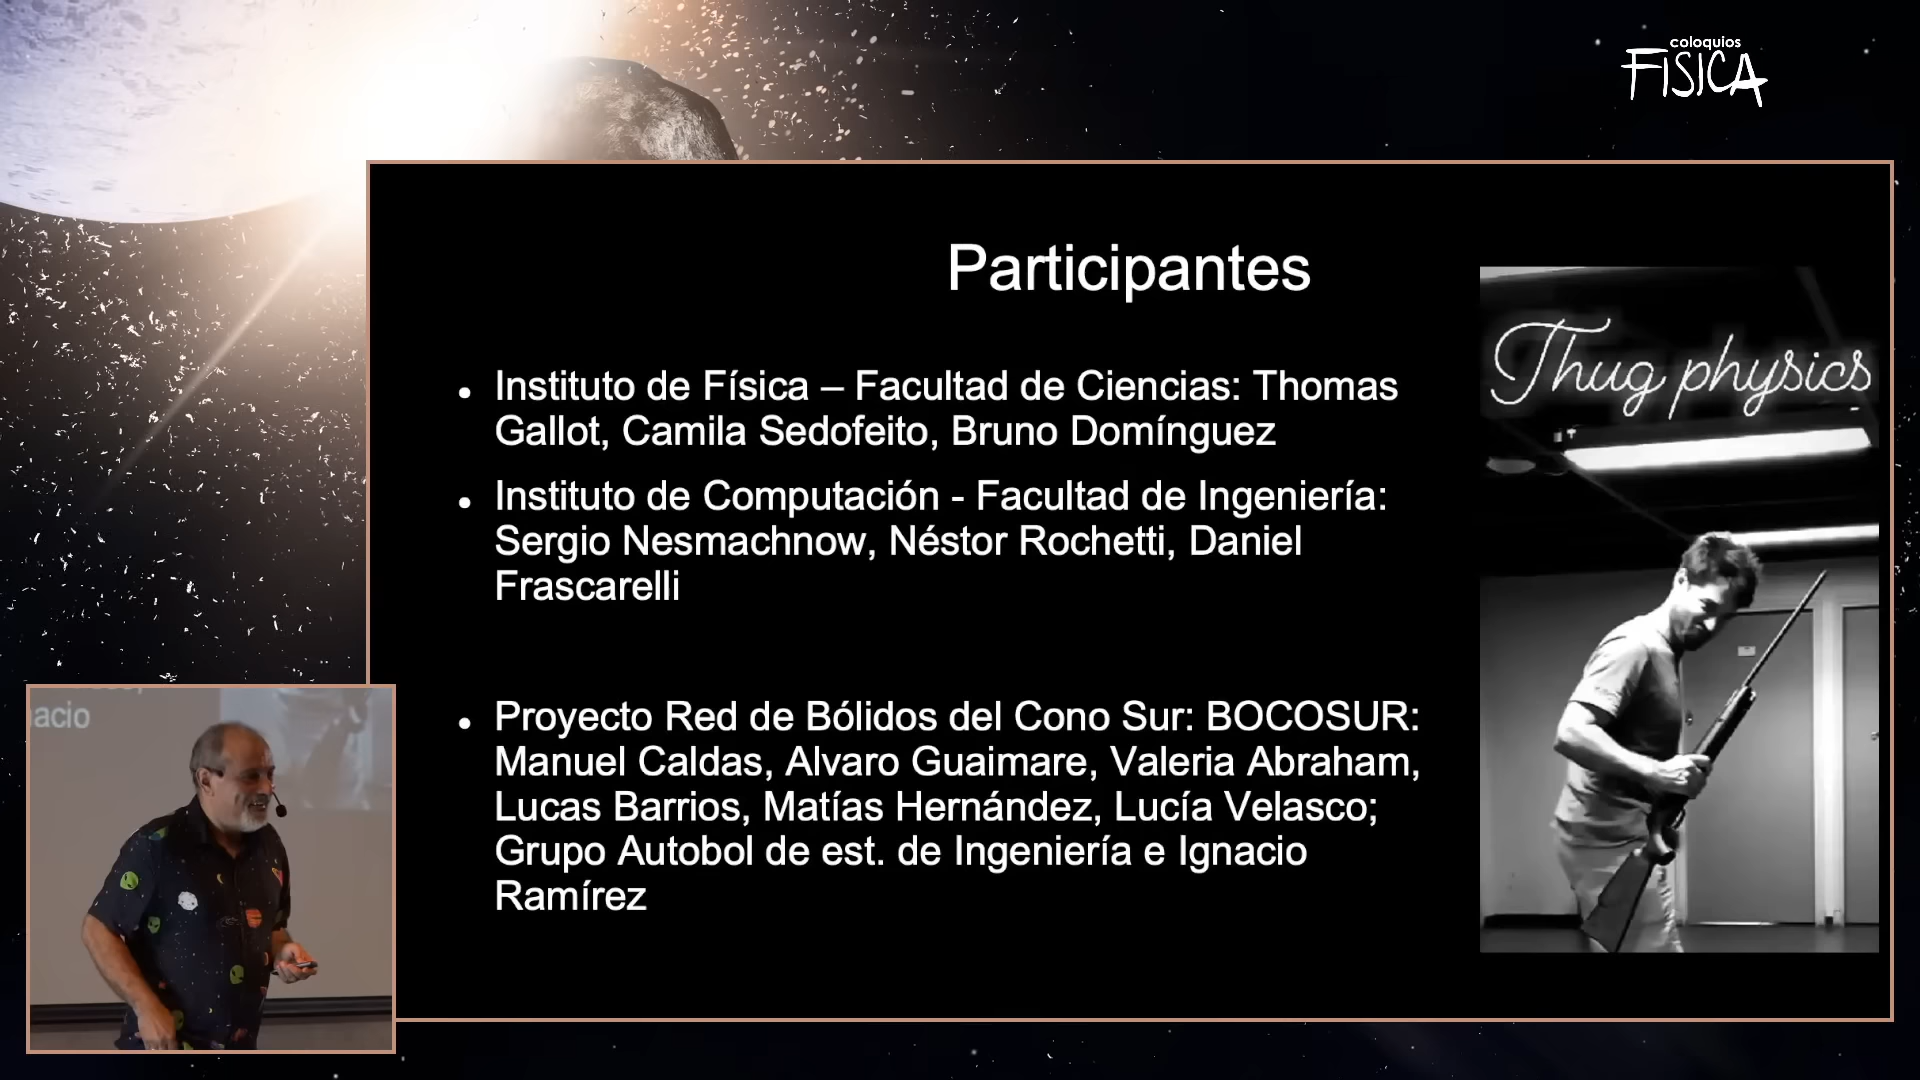 coloquios
FISICA
Participantes
Thug physics
• Instituto de Física – Facultad de Ciencias: Thomas
Gallot, Camila Sedofeito, Bruno Domínguez
• Instituto de Computación - Facultad de Ingeniería:
Sergio Nesmachnow, Néstor Rochetti, Daniel
Frascarelli
• Proyecto Red de Bólidos del Cono Sur: BOCOSUR:
Manuel Caldas, Alvaro Guaimare, Valeria Abraham,
Lucas Barrios, Matías Hernández, Lucía Velasco;
Grupo Autobol de est. de Ingeniería e Ignacio
Ramírez
nacio